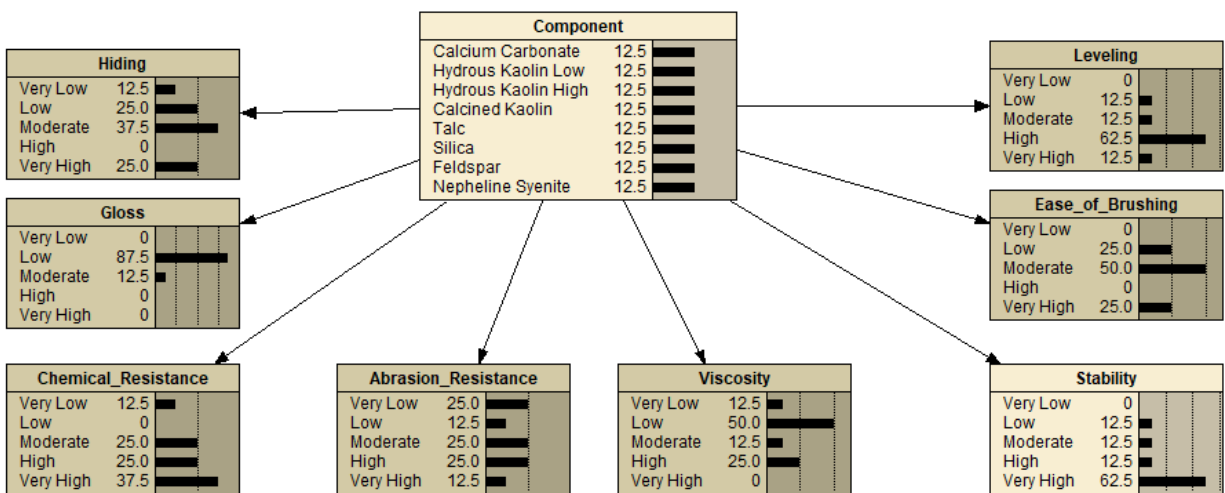 Component
Calcium Carbonate 12.5
Hydrous Kaolin Low 12.5
Hydrous Kaolin High 12.5
Calcined Kaolin 12.5
Talc 12.5
Silica 12.5
Feldspar 12.5
Nepheline Syenite 12.5
Hiding
Very Low 12.5
Low 25.0
Moderate 37.5
High 0
Very High 25.0
Leveling
Very Low 0
Low 12.5
Moderate 12.5
High 62.5
Very High 12.5
Gloss
Very Low 0
Low 87.5
Moderate 12.5
High 0
Very High 0
Ease_of_Brushing
Very Low 0
Low 25.0
Moderate 50.0
High 0
Very High 25.0
Chemical_Resistance
Very Low 12.5
Low 0
Moderate 25.0
High 25.0
Very High 37.5
Abrasion_Resistance
Very Low 25.0
Low 12.5
Moderate 25.0
High 25.0
Very High 12.5
Viscosity
Very Low 12.5
Low 50.0
Moderate 12.5
High 25.0
Very High 0
Stability
Very Low 0
Low 12.5
Moderate 12.5
High 12.5
Very High 62.5